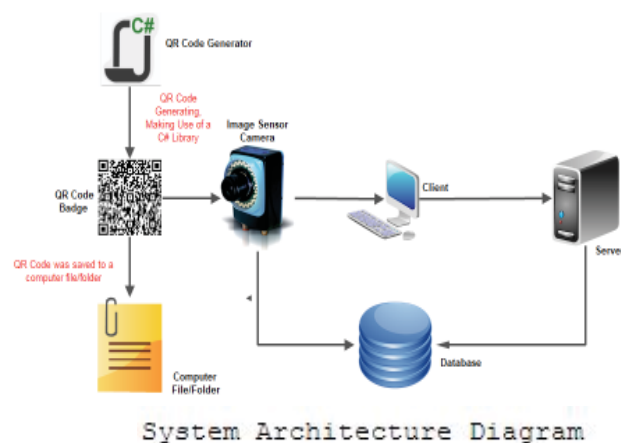 C#
QR Code Generator
QR Code
Generating,
Making Use of a
C# Library
Image Sensor
Camera
QR Code
Badge
Client
Serve
QR Code was saved to a
computer file/folder
Database
Computer
File/Folder
System Architecture Diagram